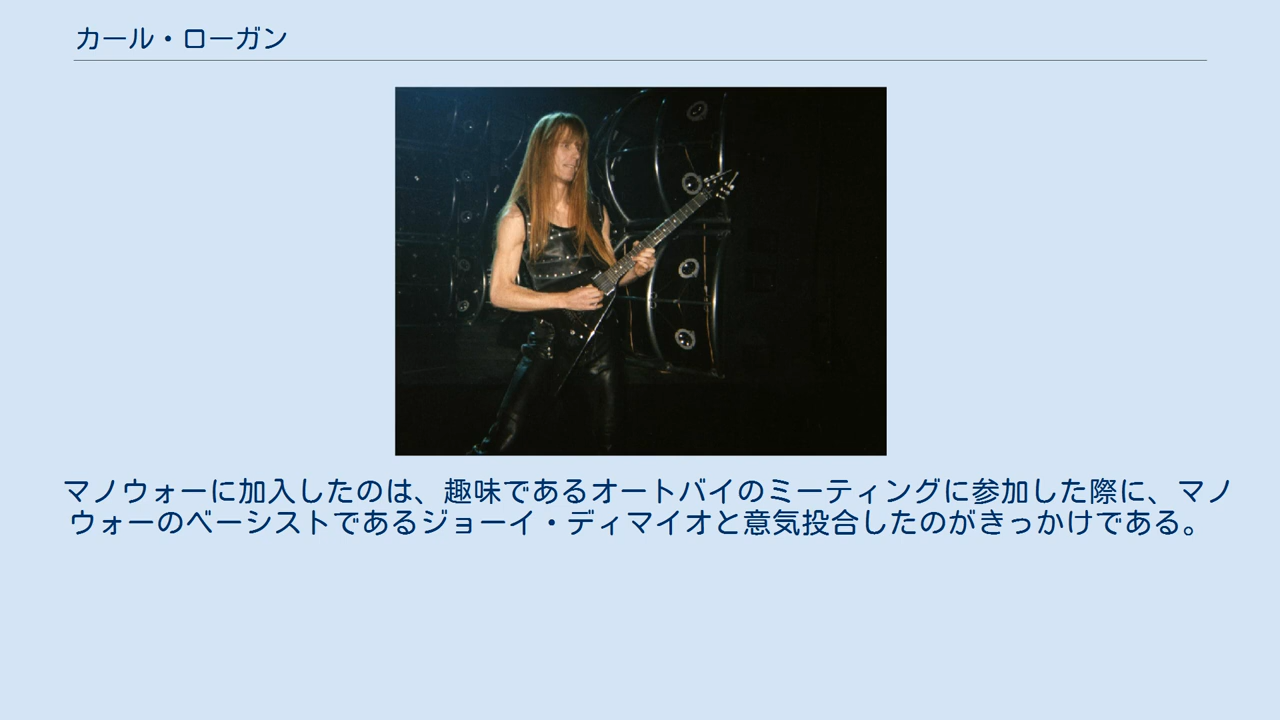 カール・ローガン
マノウォーに加入したのは、趣味であるオートバイのミーティングに参加した際に、マノ
ウォーのベーシストであるジョーイ・ディマイオと意気投合したのがきっかけである。